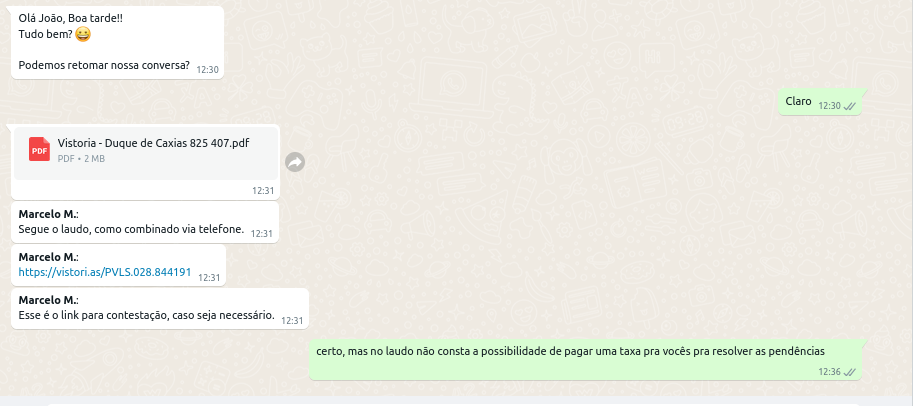 Olá João, Boa tarde!!
Tudo bem? 😀
Podemos retomar nossa conversa? 12:30
Claro 12:30
PDF Vistoria - Duque de Caxias 825 407.pdf
PDF • 2 MB
12:31
Marcelo M.:
Segue o laudo, como combinado via telefone. 12:31
Marcelo M.:
https://vistori.as/PVLS.028.844191 12:31
Marcelo M.:
Esse é o link para contestação, caso seja necessário. 12:31
certo, mas no laudo não consta a possibilidade de pagar uma taxa pra vocês pra resolver as pendências
12:36